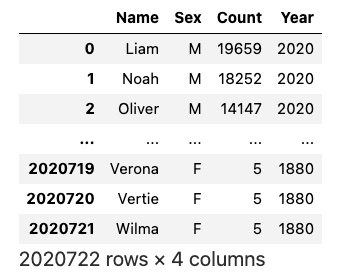 Name Sex Count Year
0 Liam M 19659 2020
1 Noah M 18252 2020
2 Oliver M 14147 2020
... ... ... ... ...
2020719 Verona F 5 1880
2020720 Vertie F 5 1880
2020721 Wilma F 5 1880
2020722 rows × 4 columns